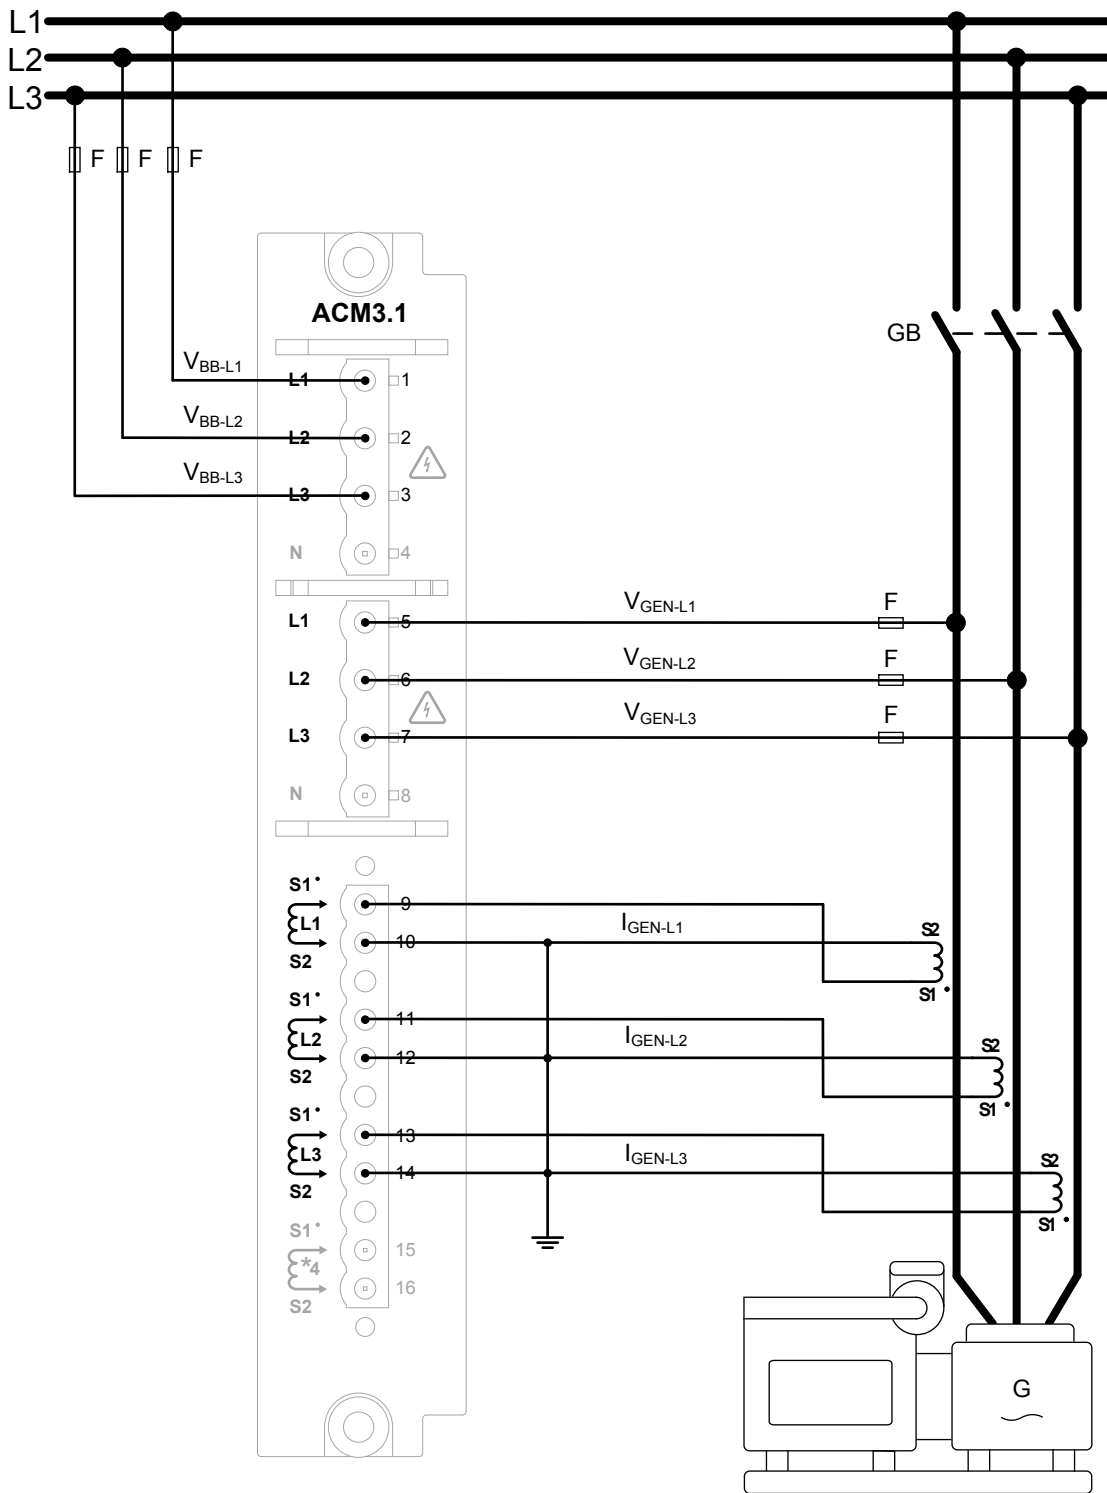 L1
L2
L3
F F F
ACM3.1
GB
V_BB-L1
L1 1
V_BB-L2
L2 2
V_BB-L3
L3 3
N 4
L1 5 V_GEN-L1 F
L2 6 V_GEN-L2 F
L3 7 V_GEN-L3 F
N 8
S1• 9
L1 I_GEN-L1 S2
S2 10
S1•
S1• 11
L2 I_GEN-L2 S2
S2 12
S1•
S1• 13
L3 I_GEN-L3 S2
S2 14
S1•
S1• 15
*4
S2 16
G